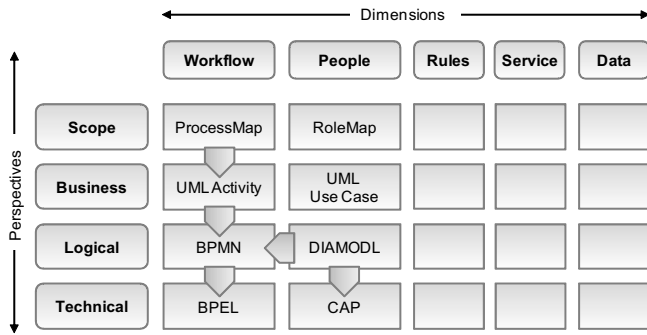 Dimensions
Workflow People Rules Service Data
Perspectives
Scope ProcessMap RoleMap
Business UML Activity UML
Use Case
Logical BPMN DIAMODL
Technical BPEL CAP